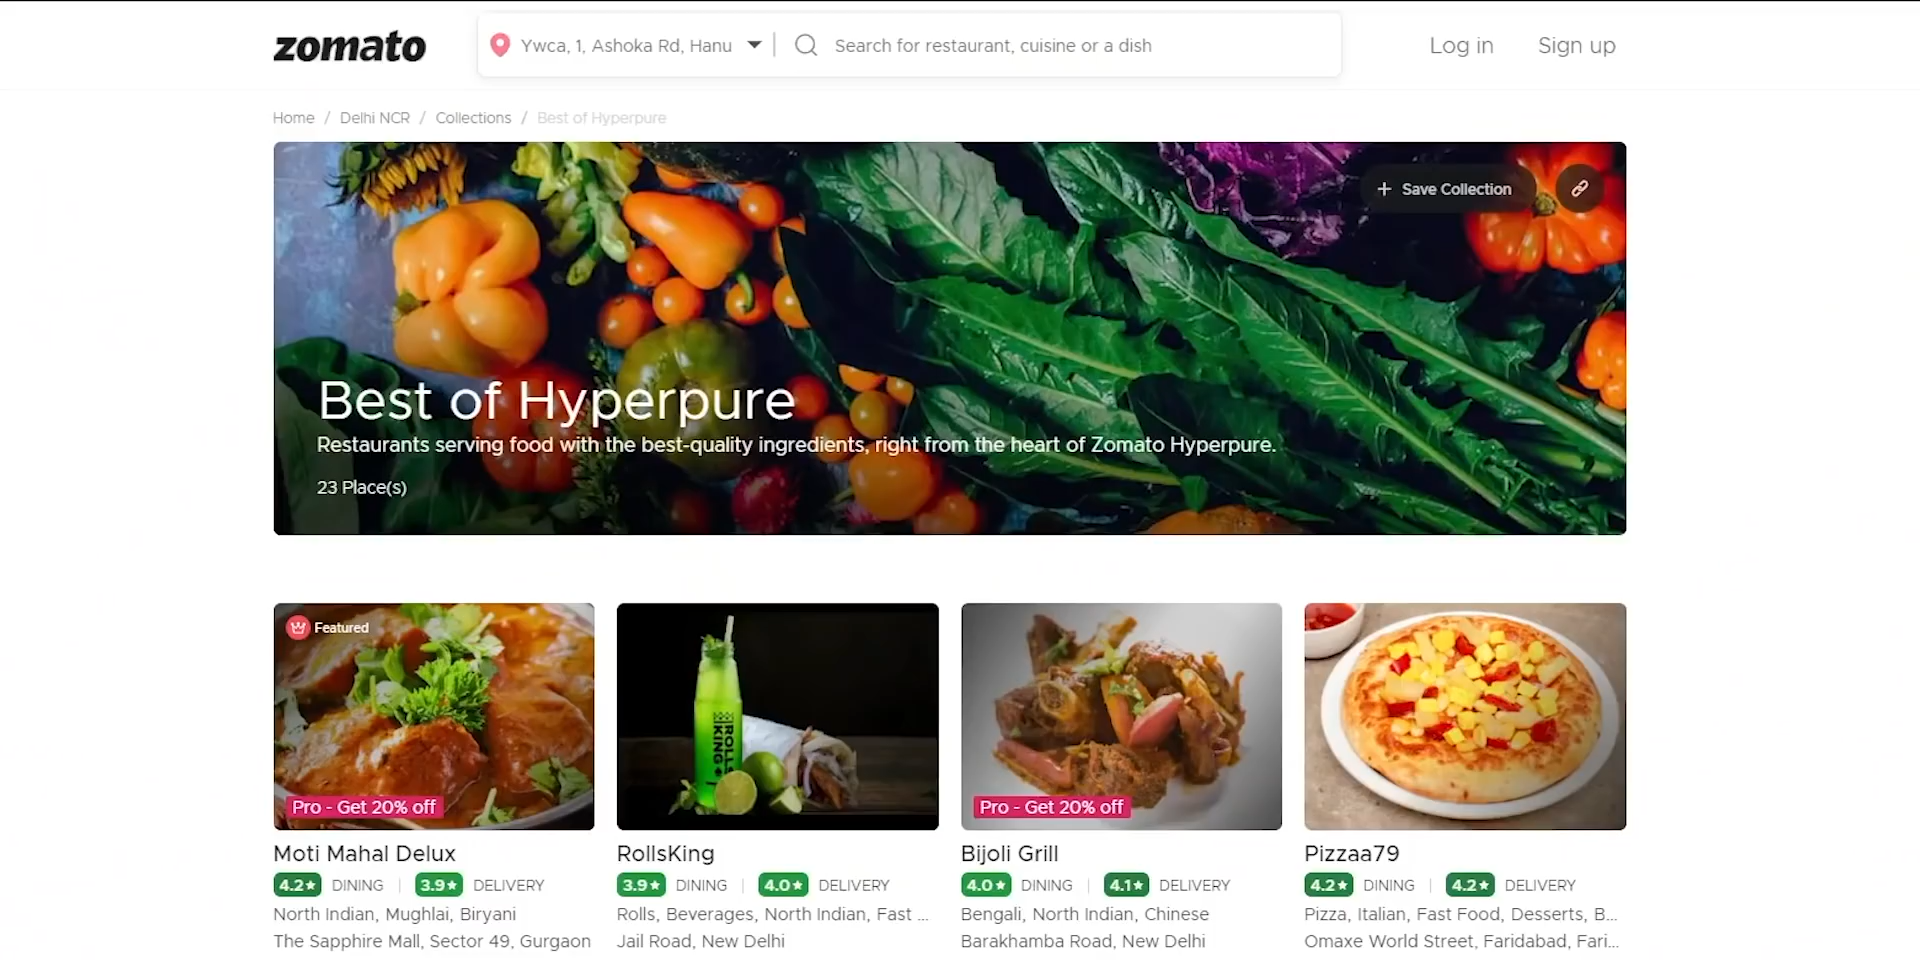 zomato
Ywca, 1, Ashoka Rd, Hanu
Search for restaurant, cuisine or a dish
Log in
Sign up
Home / Delhi NCR / Collections / Best of Hyperpure
+ Save Collection
Best of Hyperpure
Restaurants serving food with the best-quality ingredients, right from the heart of Zomato Hyperpure.
23 Place(s)
Featured
Pro - Get 20% off
Moti Mahal Delux
4.2★ DINING | 3.9★ DELIVERY
North Indian, Mughlai, Biryani
The Sapphire Mall, Sector 49, Gurgaon
ROLLSKING
RollsKing
3.9★ DINING | 4.0★ DELIVERY
Rolls, Beverages, North Indian, Fast ...
Jail Road, New Delhi
Pro - Get 20% off
Bijoli Grill
4.0★ DINING | 4.1★ DELIVERY
Bengali, North Indian, Chinese
Barakhamba Road, New Delhi
Pizzaa79
4.2★ DINING | 4.2★ DELIVERY
Pizza, Italian, Fast Food, Desserts, B...
Omaxe World Street, Faridabad, Fari...